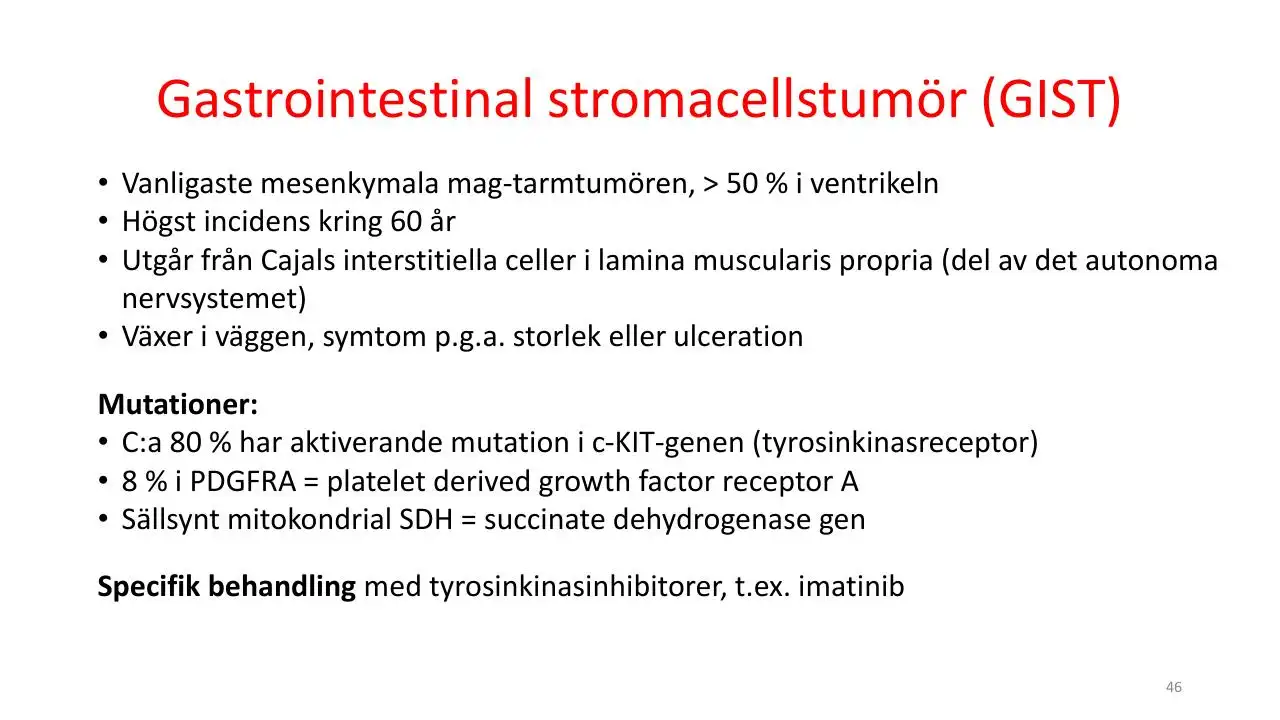 Gastrointestinal stromacellstumör (GIST)
• Vanligaste mesenkymala mag-tarmtumören, > 50 % i ventrikeln
• Högst incidens kring 60 år
• Utgår från Cajals interstitiella celler i lamina muscularis propria (del av det autonoma
nervsystemet)
• Växer i väggen, symtom p.g.a. storlek eller ulceration
Mutationer:
• C:a 80 % har aktiverande mutation i c-KIT-genen (tyrosinkinasreceptor)
• 8 % i PDGFRA = platelet derived growth factor receptor A
• Sällsynt mitokondrial SDH = succinate dehydrogenase gen
Specifik behandling med tyrosinkinasinhibitorer, t.ex. imatinib
46